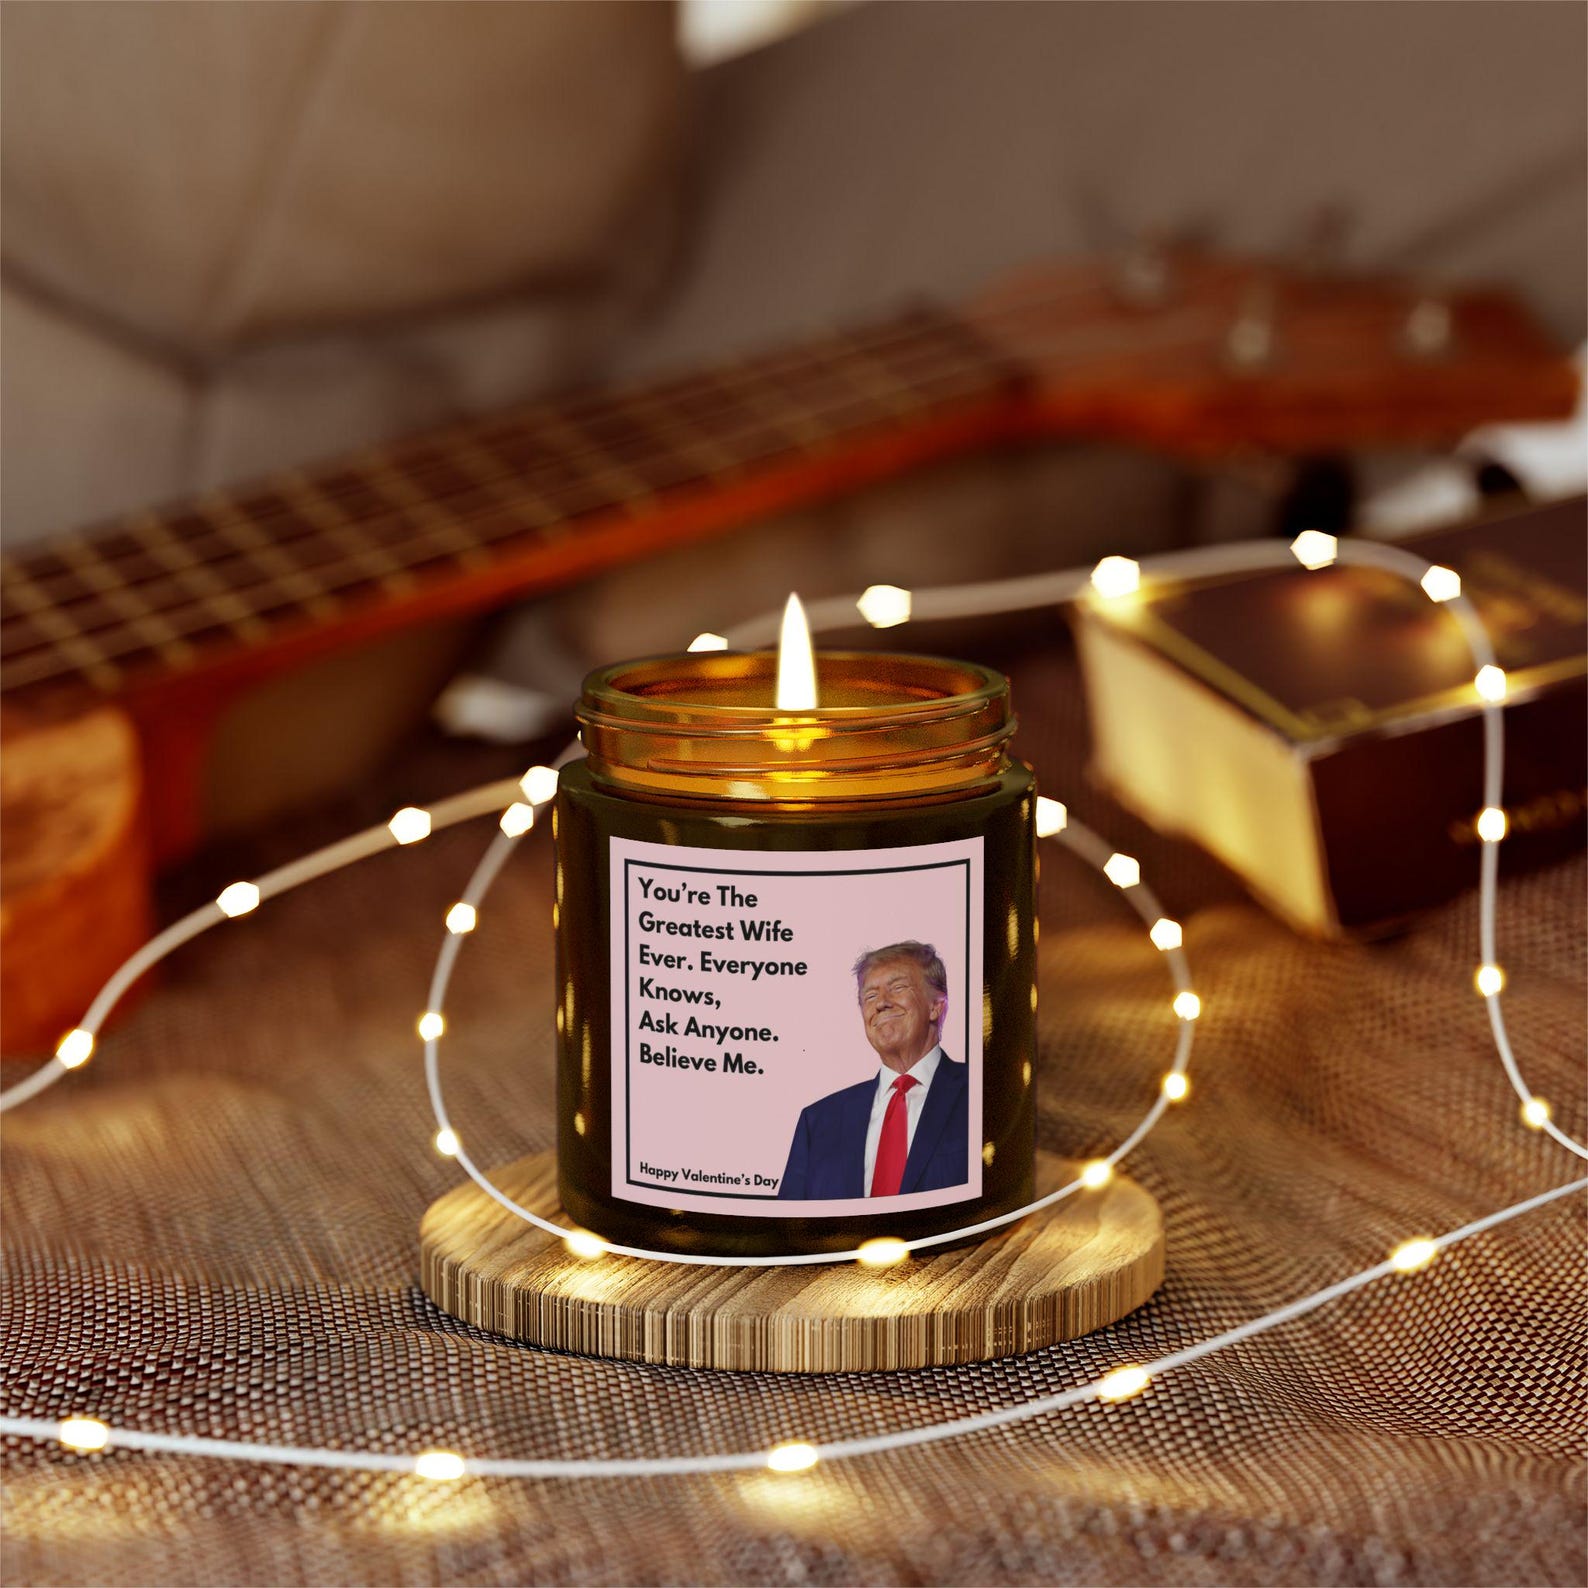 You're The
Greatest Wife
Ever. Everyone
Knows,
Ask Anyone.
Believe Me.
Happy Valentine's Day